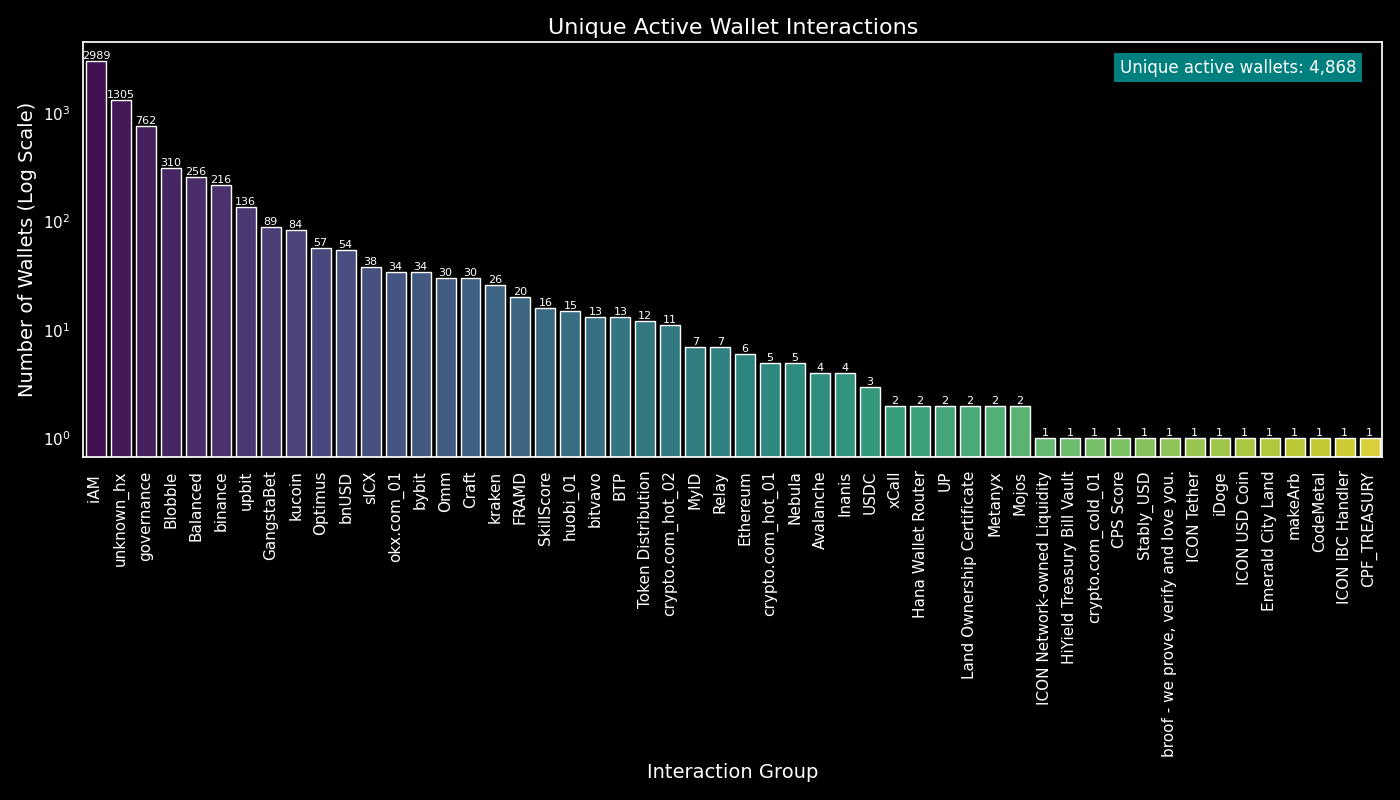 Unique Active Wallet Interactions
Unique active wallets: 4,868
Number of Wallets (Log Scale)
10³
10²
10¹
10⁰
2989
1305
762
310
256
216
136
89
84
57
54
38
34
34
30
30
26
20
16
15
13
13
12
11
7
7
6
5
5
4
4
3
2
2
2
2
2
2
1
1
1
1
1
1
1
1
1
1
1
1
1
1
iAM
unknown_hx
governance
Blobble
Balanced
binance
upbit
GangstaBet
kucoin
Optimus
bnUSD
sICX
okx.com_01
bybit
Omm
Craft
kraken
FRAMD
SkillScore
huobi_01
bitvavo
BTP
Token Distribution
crypto.com_hot_02
MyID
Relay
Ethereum
crypto.com_hot_01
Nebula
Avalanche
Inanis
USDC
xCall
Hana Wallet Router
UP
Land Ownership Certificate
Metanyx
Mojos
ICON Network-owned Liquidity
HiYield Treasury Bill Vault
crypto.com_cold_01
CPS Score
Stably_USD
broof - we prove, verify and love you.
ICON Tether
iDoge
ICON USD Coin
Emerald City Land
makeArb
CodeMetal
ICON IBC Handler
CPF_TREASURY
Interaction Group